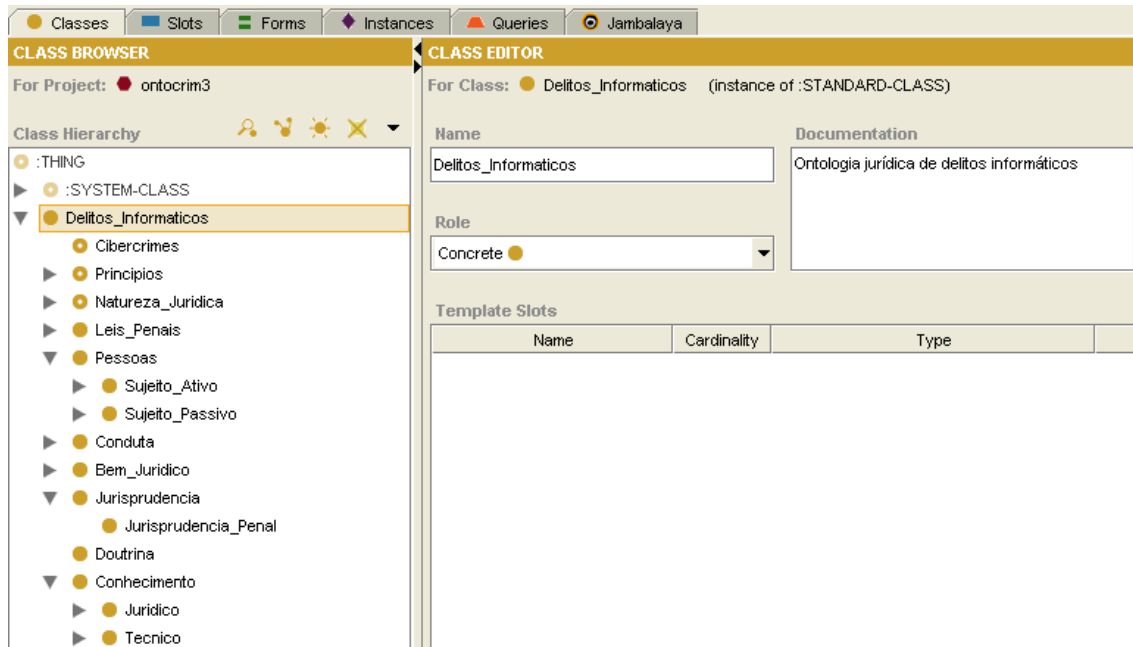 Classes Slots Forms Instances Queries Jambalaya
CLASS BROWSER
For Project: ontocrim3
Class Hierarchy
:THING
:SYSTEM-CLASS
Delitos_Informaticos
Cibercrimes
Principios
Natureza_Juridica
Leis_Penais
Pessoas
Sujeito_Ativo
Sujeito_Passivo
Conduta
Bem_Juridico
Jurisprudencia
Jurisprudencia_Penal
Doutrina
Conhecimento
Juridico
Tecnico
CLASS EDITOR
For Class: Delitos_Informaticos (instance of :STANDARD-CLASS)
Name
Delitos_Informaticos
Documentation
Ontologia jurídica de delitos informáticos
Role
Concrete
Template Slots
Name Cardinality Type